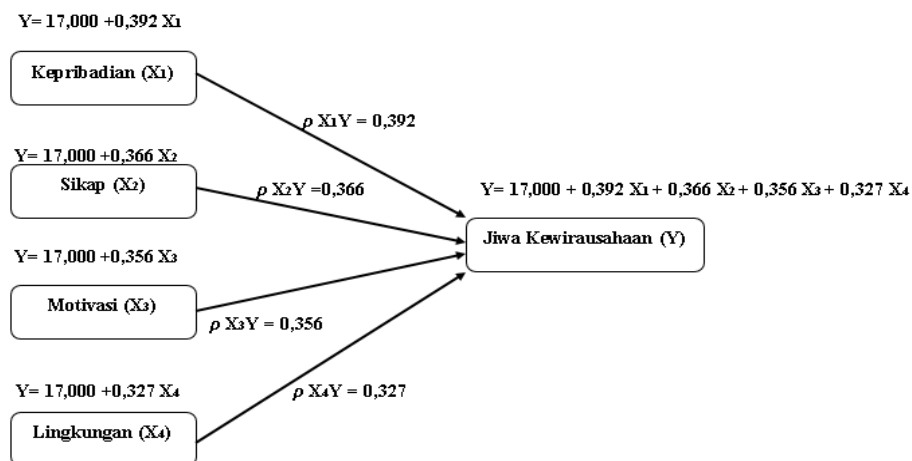 Y= 17,000 +0,392 X1
Kepribadian (X1)
ρ X1Y = 0,392
Y= 17,000 +0,366 X2
Sikap (X2)
ρ X2Y =0,366
Y= 17,000 + 0,392 X1 + 0,366 X2 + 0,356 X3 + 0,327 X4
Jiwa Kewirausahaan (Y)
Y= 17,000 +0,356 X3
Motivasi (X3)
ρ X3Y = 0,356
Y= 17,000 +0,327 X4
ρ X4Y = 0,327
Lingkungan (X4)